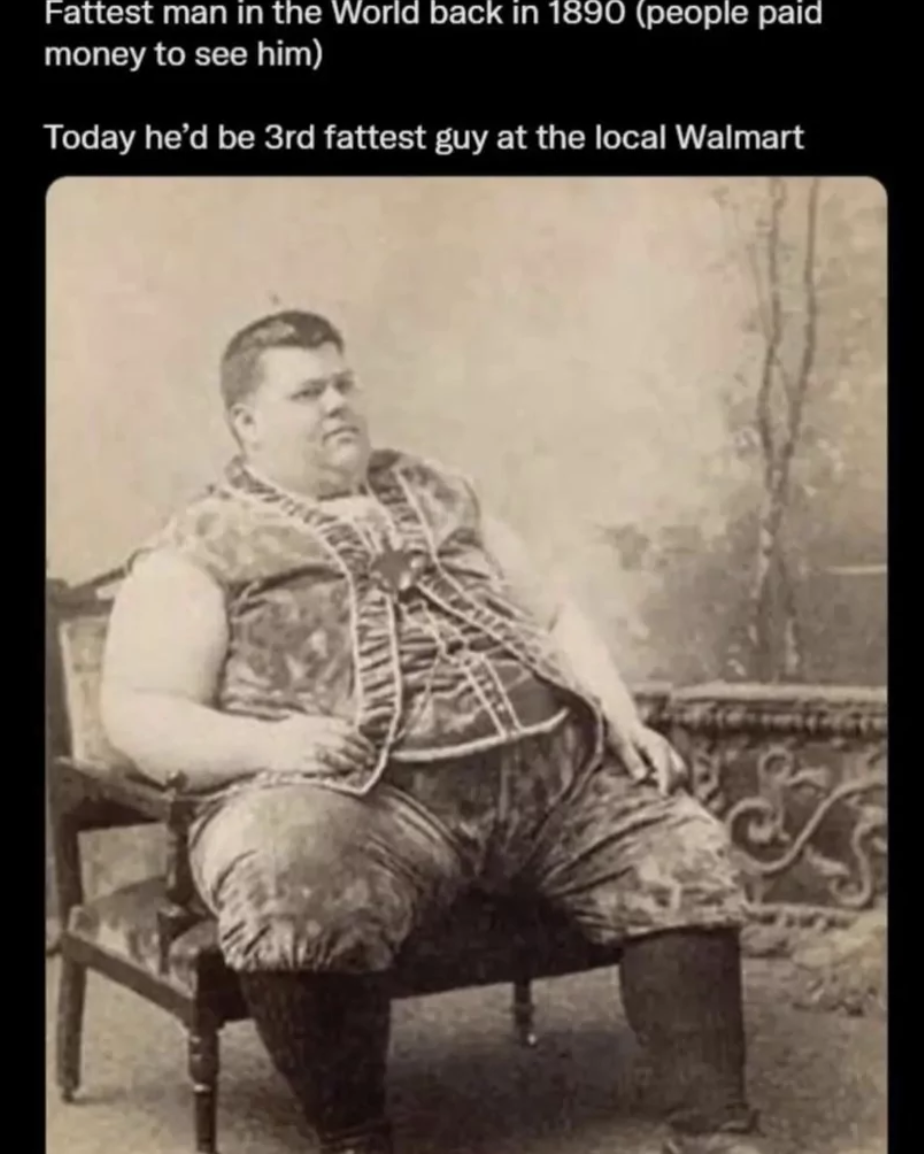 Fattest man in the World back in 1890 (people paid
money to see him)
Today he’d be 3rd fattest guy at the local Walmart